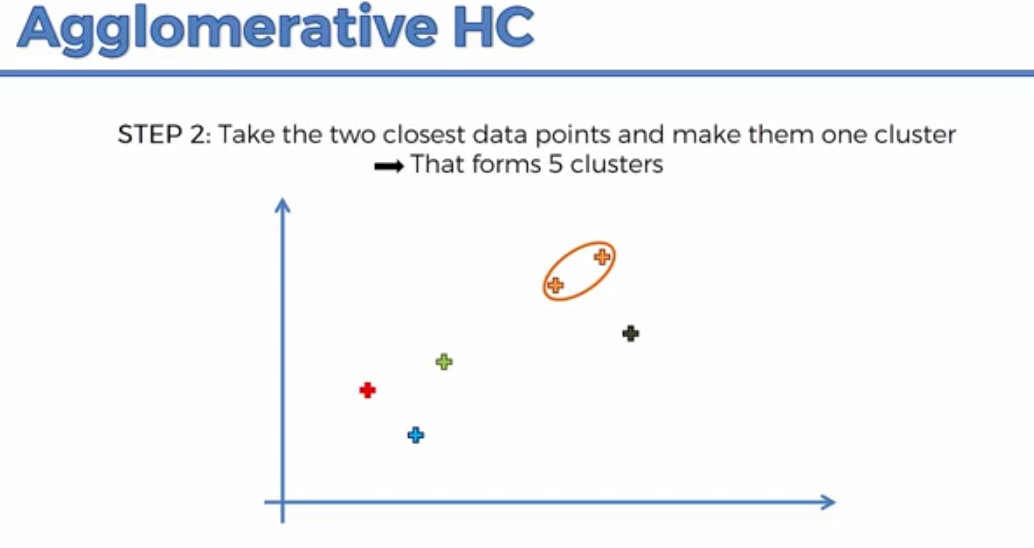 Agglomerative HC
STEP 2: Take the two closest data points and make them one cluster
➡ That forms 5 clusters